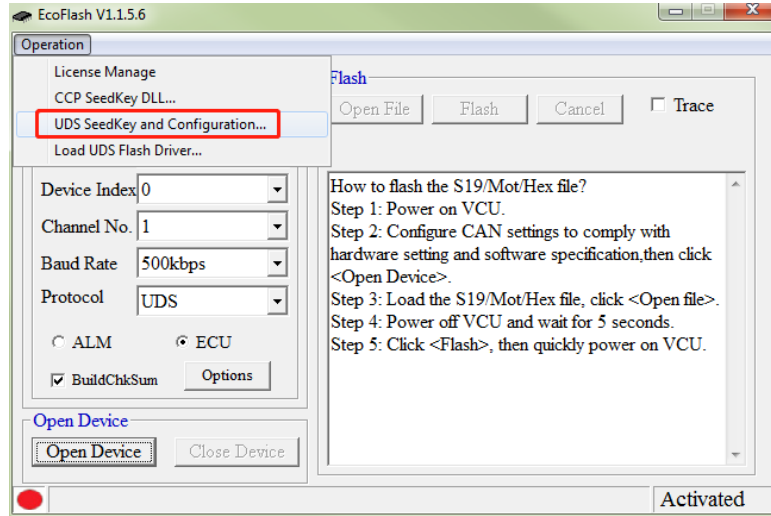 EcoFlash V1.1.5.6
Operation
License Manage
CCP SeedKey DLL...
UDS SeedKey and Configuration...
Load UDS Flash Driver...
Device Index 0
Channel No. 1
Baud Rate 500kbps
Protocol UDS
ALM ECU
BuildChkSum Options
Open Device
Open Device Close Device
Flash
Open File Flash Cancel Trace
How to flash the S19/Mot/Hex file?
Step 1: Power on VCU.
Step 2: Configure CAN settings to comply with
hardware setting and software specification,then click
<Open Device>.
Step 3: Load the S19/Mot/Hex file, click <Open file>.
Step 4: Power off VCU and wait for 5 seconds.
Step 5: Click <Flash>, then quickly power on VCU.
Activated